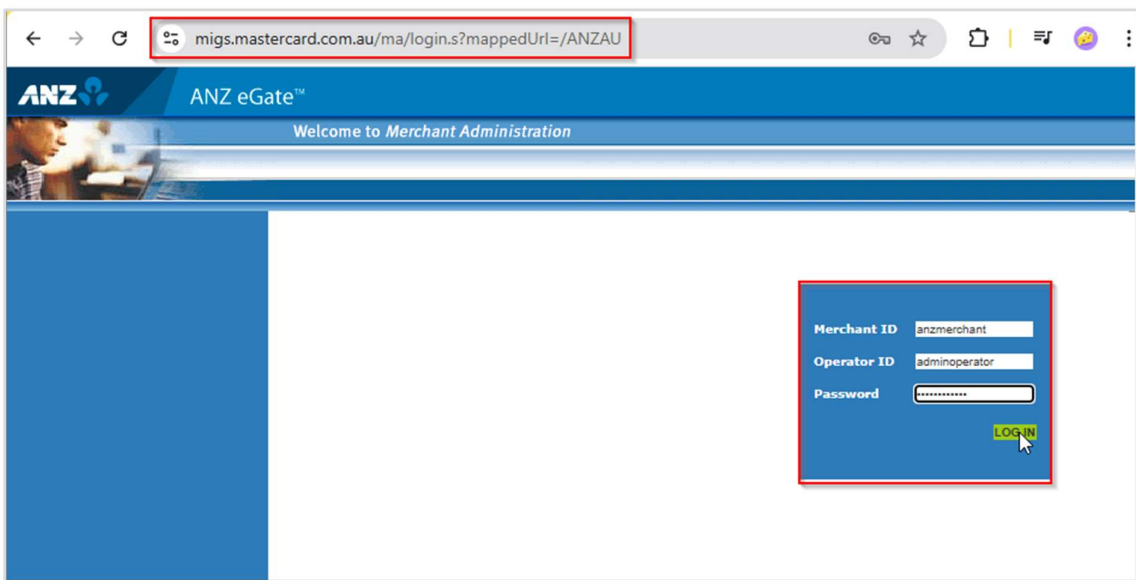 migs.mastercard.com.au/ma/login.s?mappedUrl=/ANZAU
ANZ
ANZ eGate™
Welcome to Merchant Administration
Merchant ID anzmerchant
Operator ID adminoperator
Password ••••••••••••
LOG IN